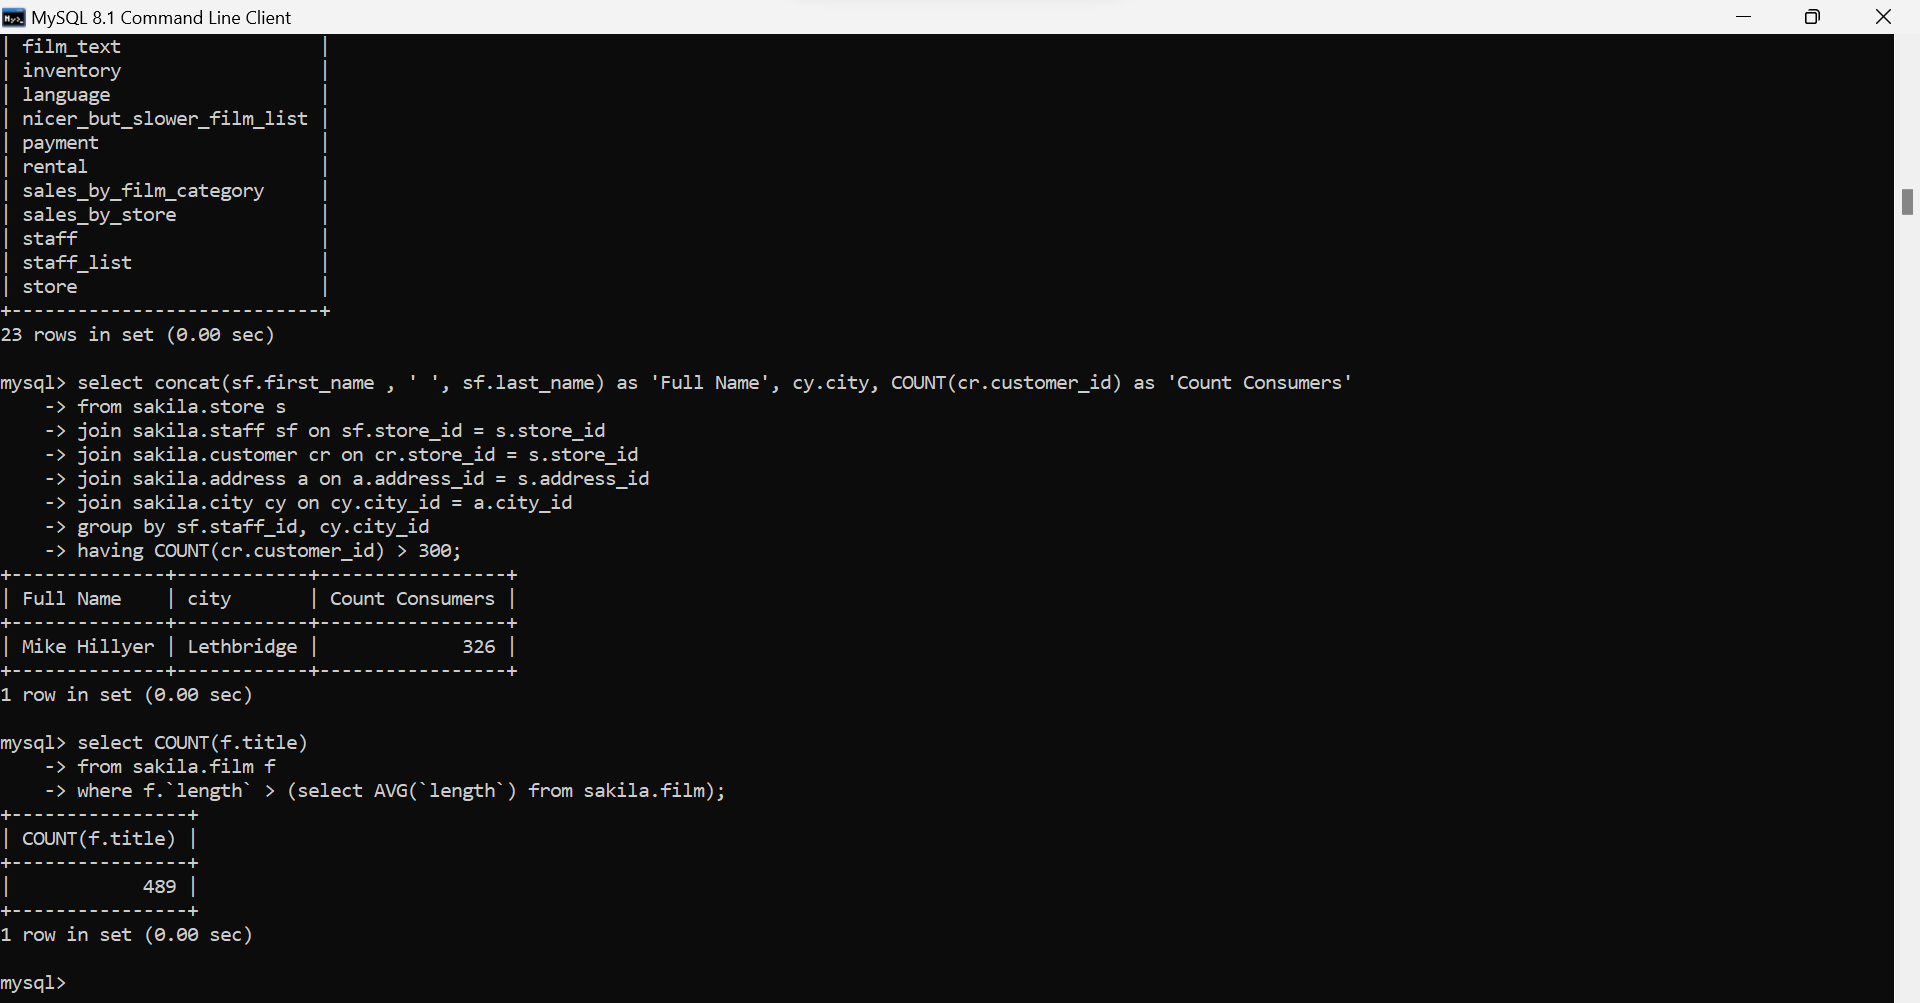 MySQL 8.1 Command Line Client
| film_text                  |
| inventory                  |
| language                   |
| nicer_but_slower_film_list |
| payment                    |
| rental                     |
| sales_by_film_category     |
| sales_by_store             |
| staff                      |
| staff_list                 |
| store                      |
+----------------------------+
23 rows in set (0.00 sec)

mysql> select concat(sf.first_name , ' ', sf.last_name) as 'Full Name', cy.city, COUNT(cr.customer_id) as 'Count Consumers'
    -> from sakila.store s
    -> join sakila.staff sf on sf.store_id = s.store_id
    -> join sakila.customer cr on cr.store_id = s.store_id
    -> join sakila.address a on a.address_id = s.address_id
    -> join sakila.city cy on cy.city_id = a.city_id
    -> group by sf.staff_id, cy.city_id
    -> having COUNT(cr.customer_id) > 300;
+--------------+------------+-----------------+
| Full Name    | city       | Count Consumers |
+--------------+------------+-----------------+
| Mike Hillyer | Lethbridge |             326 |
+--------------+------------+-----------------+
1 row in set (0.00 sec)

mysql> select COUNT(f.title)
    -> from sakila.film f
    -> where f.`length` > (select AVG(`length`) from sakila.film);
+----------------+
| COUNT(f.title) |
+----------------+
|            489 |
+----------------+
1 row in set (0.00 sec)

mysql>